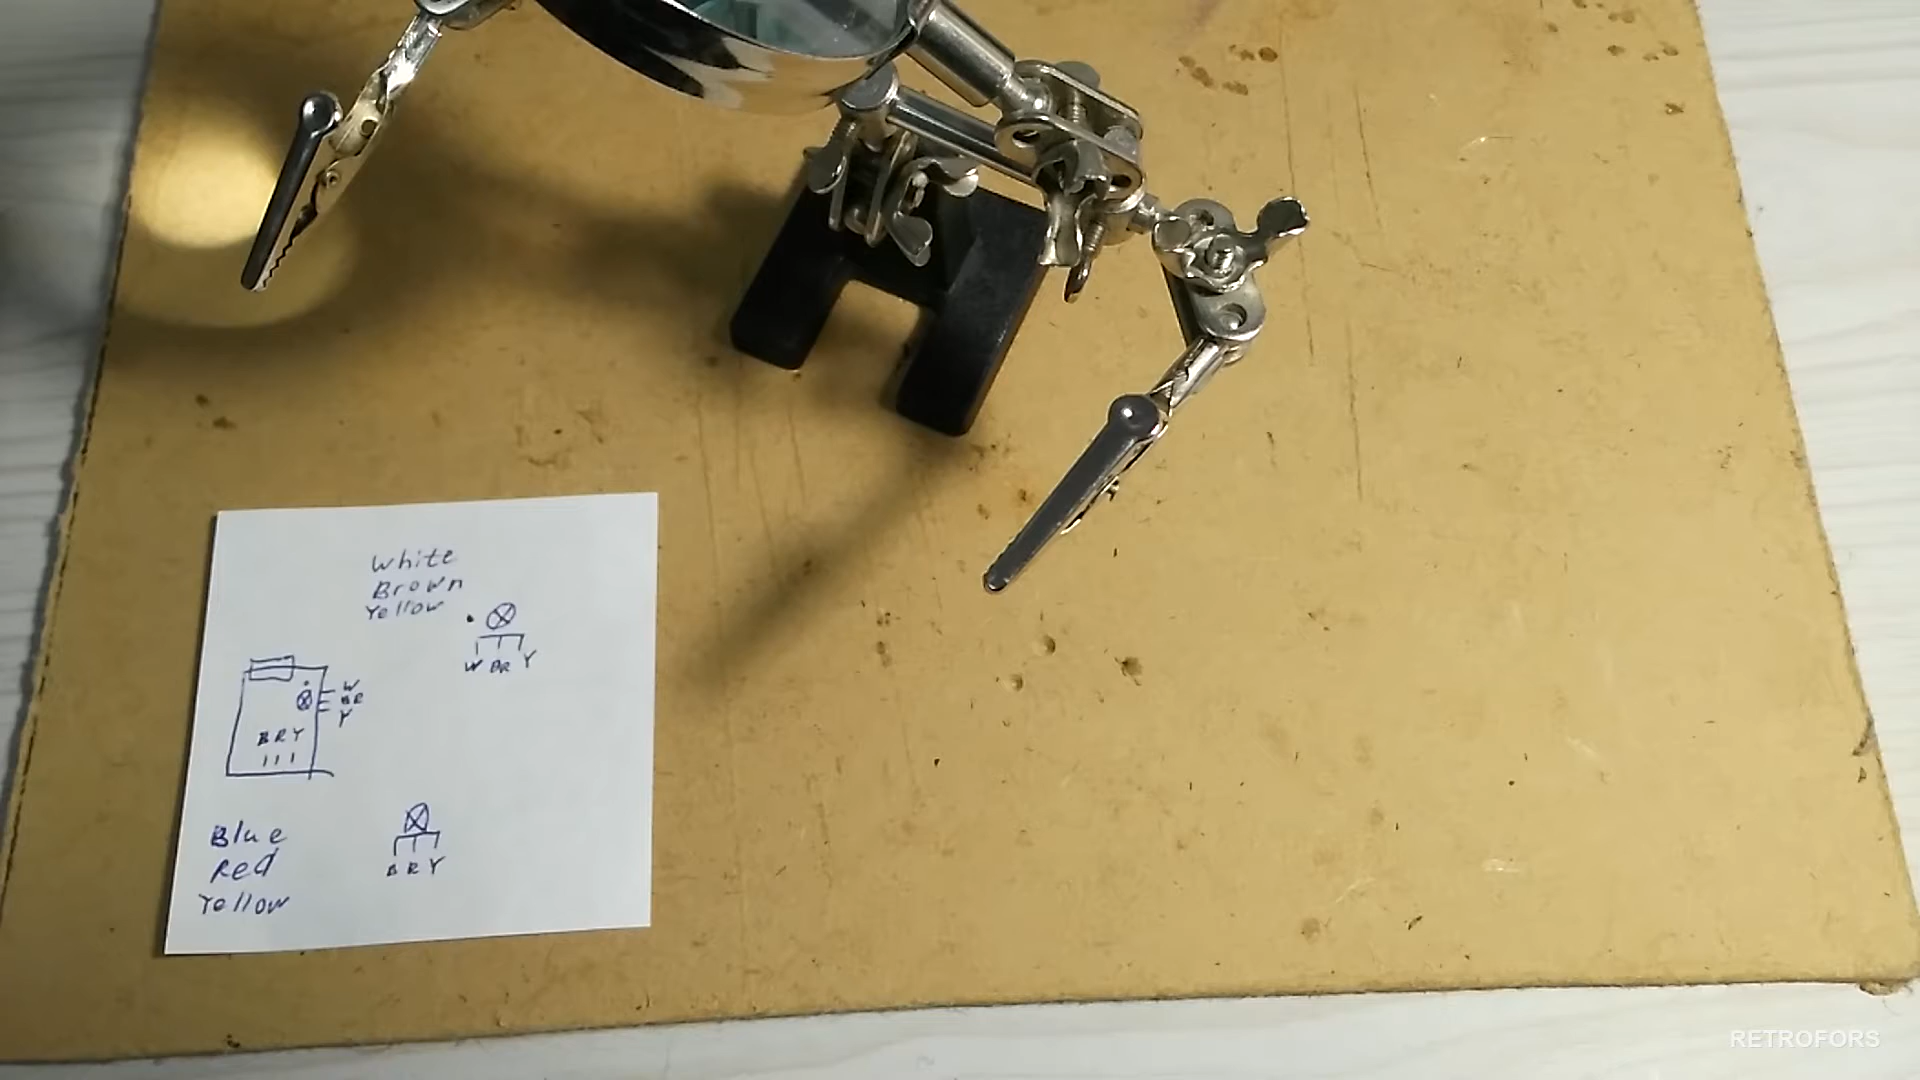 White
Brown
Yellow
W BR Y
W
BR
Y
B R Y
Blue
Red
Yellow
B R Y
RETROFORS